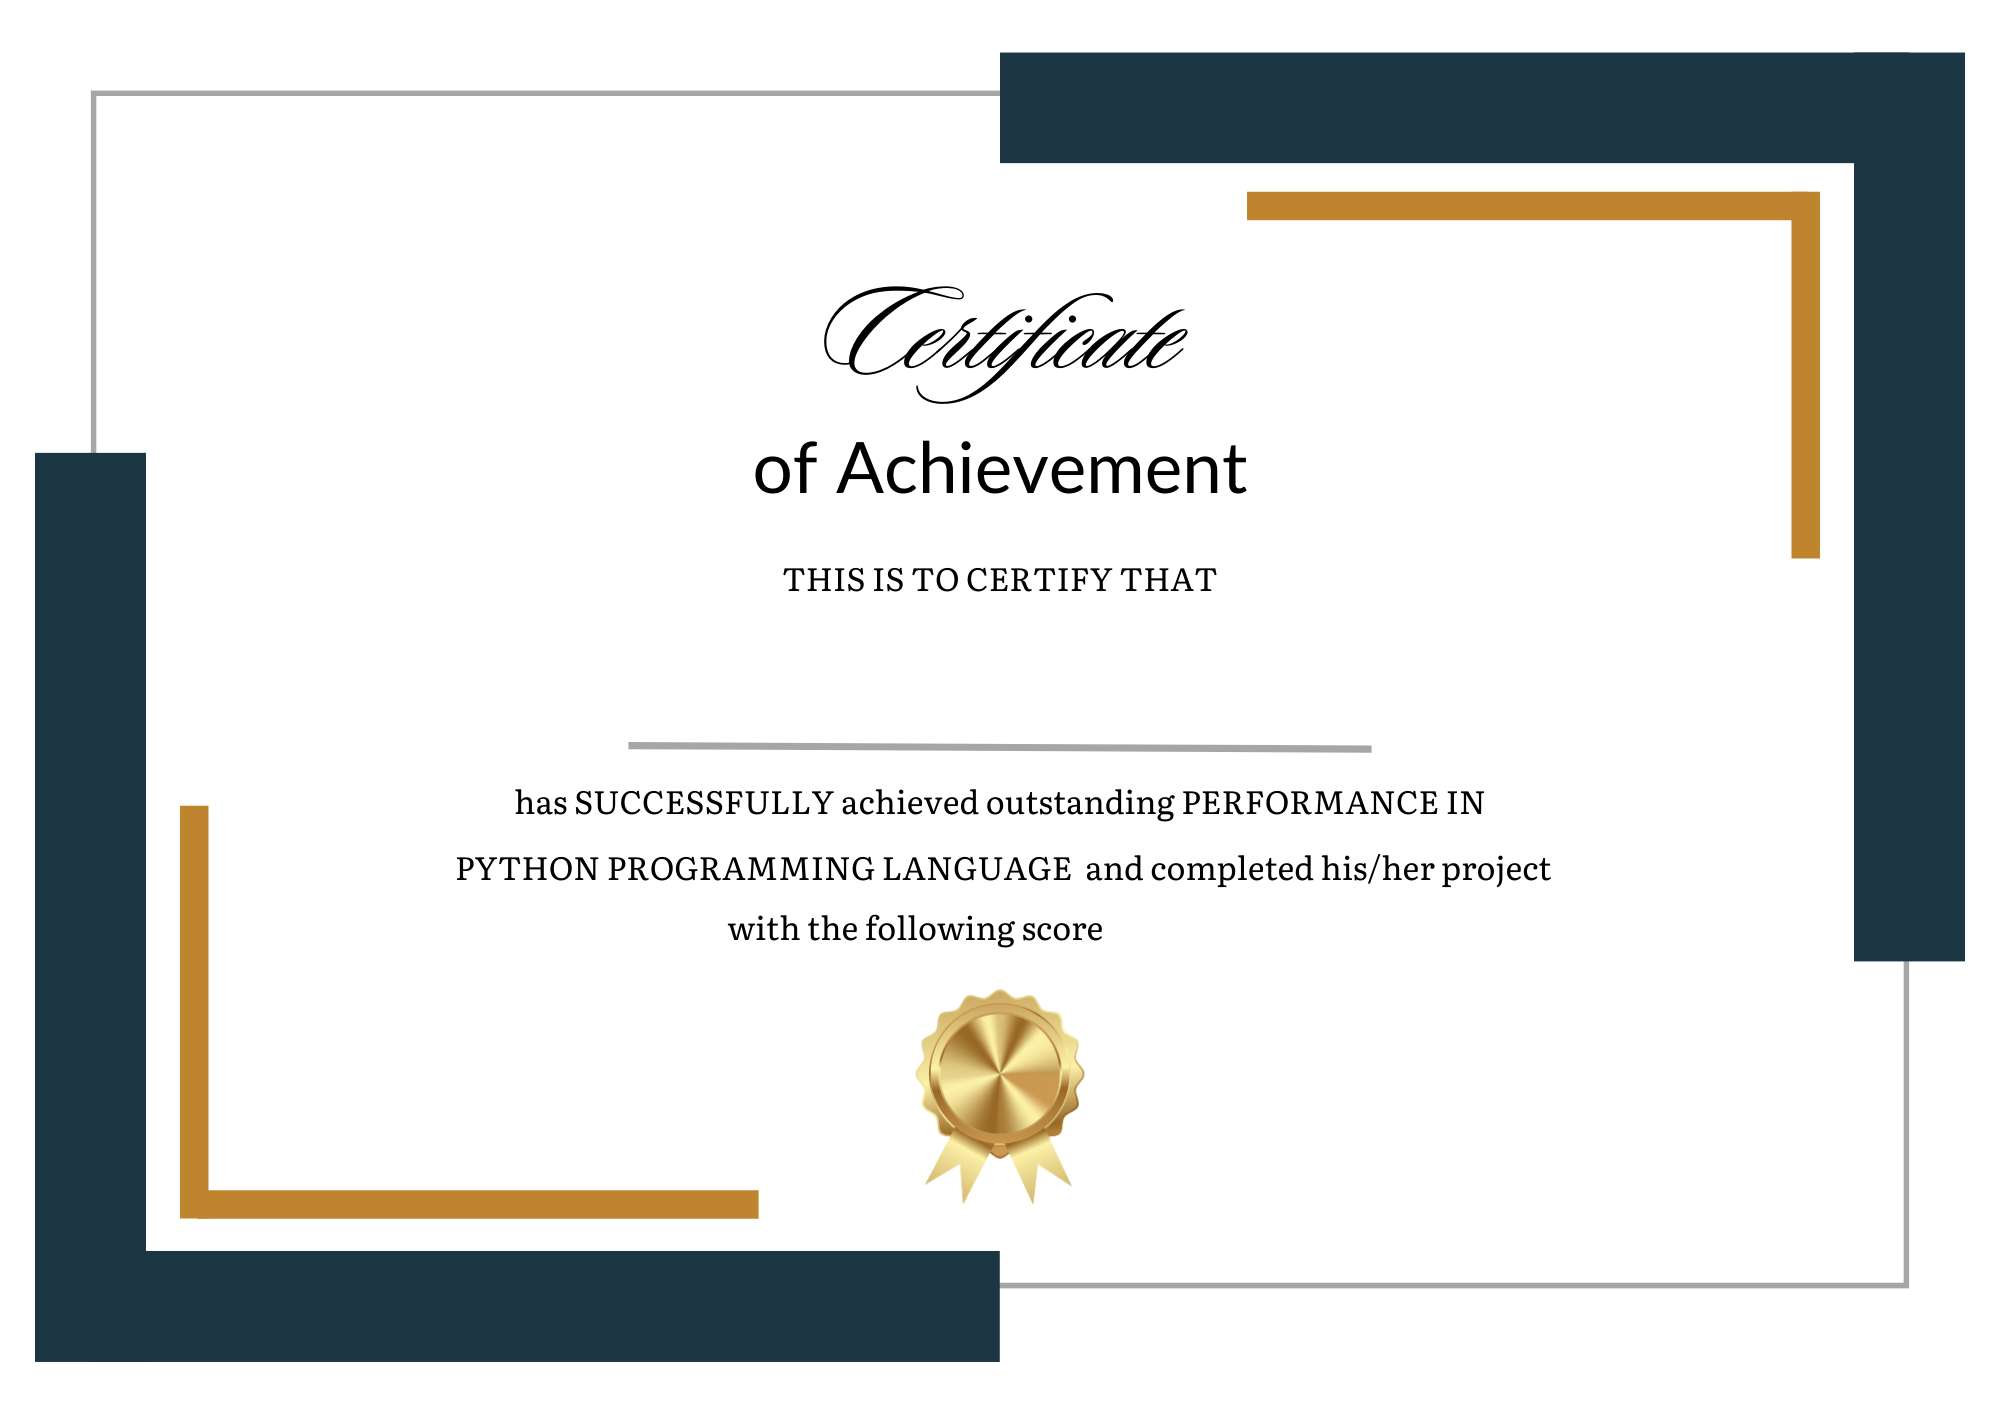 Certificate
of Achievement
THIS IS TO CERTIFY THAT
has SUCCESSFULLY achieved outstanding PERFORMANCE IN
PYTHON PROGRAMMING LANGUAGE and completed his/her project
with the following score